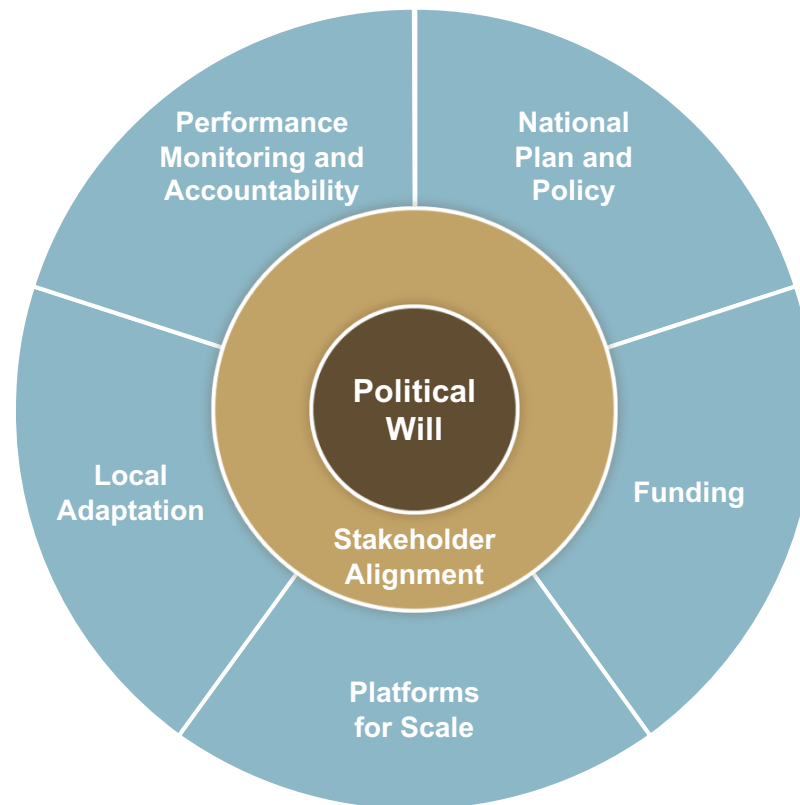 Performance
Monitoring and
Accountability
National
Plan and
Policy
Political
Will
Local
Adaptation
Funding
Stakeholder
Alignment
Platforms
for Scale